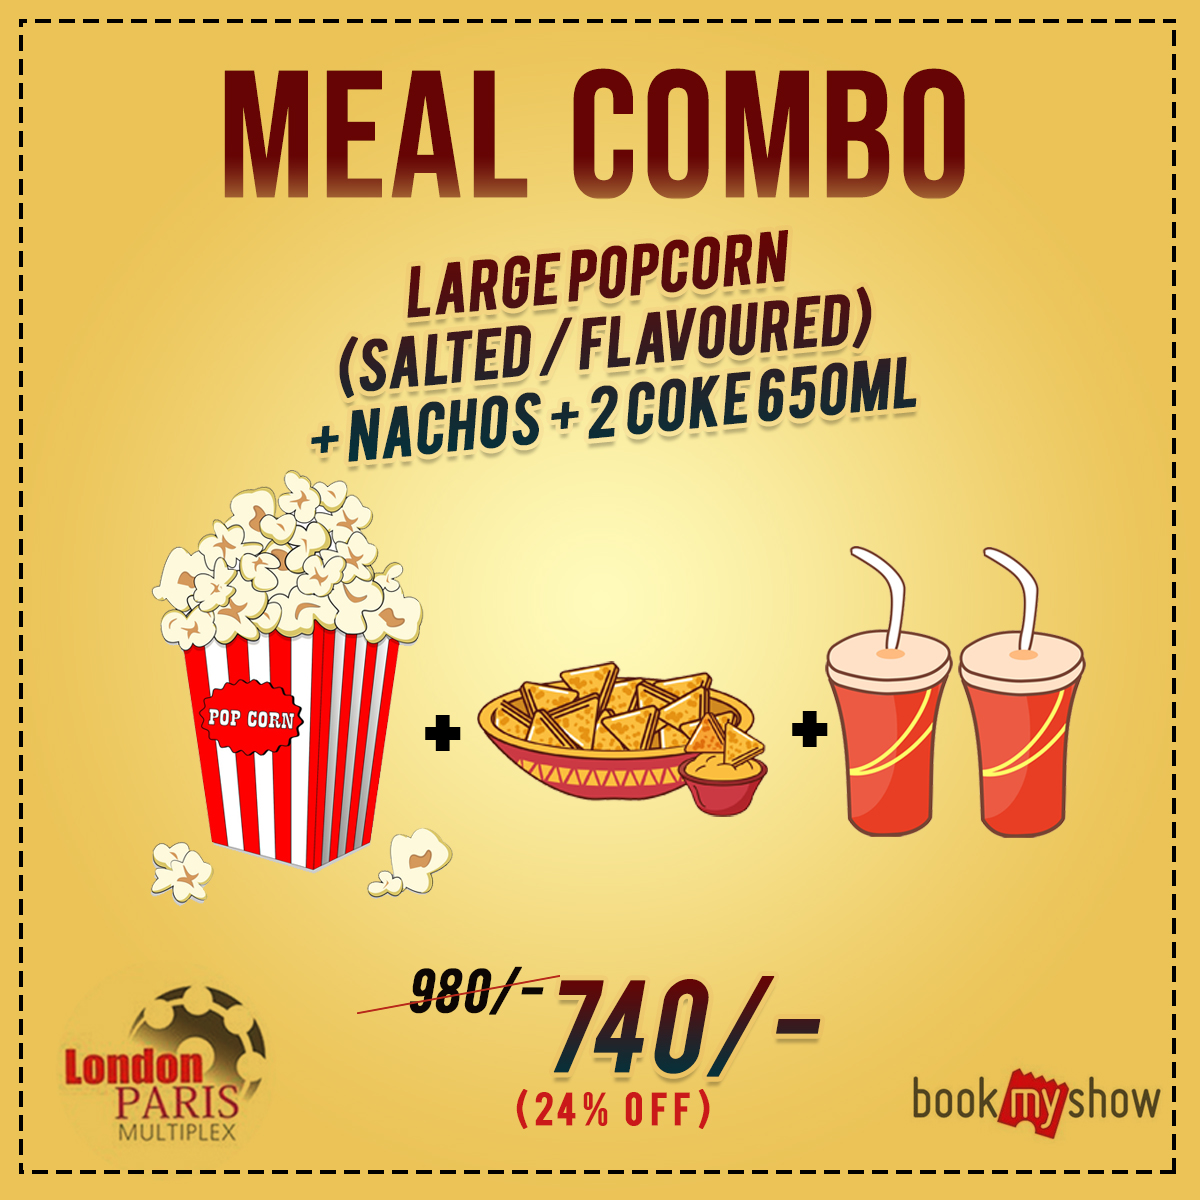 MEAL COMBO
LARGE POPCORN
(SALTED / FLAVOURED)
+ NACHOS + 2 COKE 650ML
POP CORN
+
+
980/- 740/-
(24% OFF)
London
PARIS
MULTIPLEX
bookmyshow